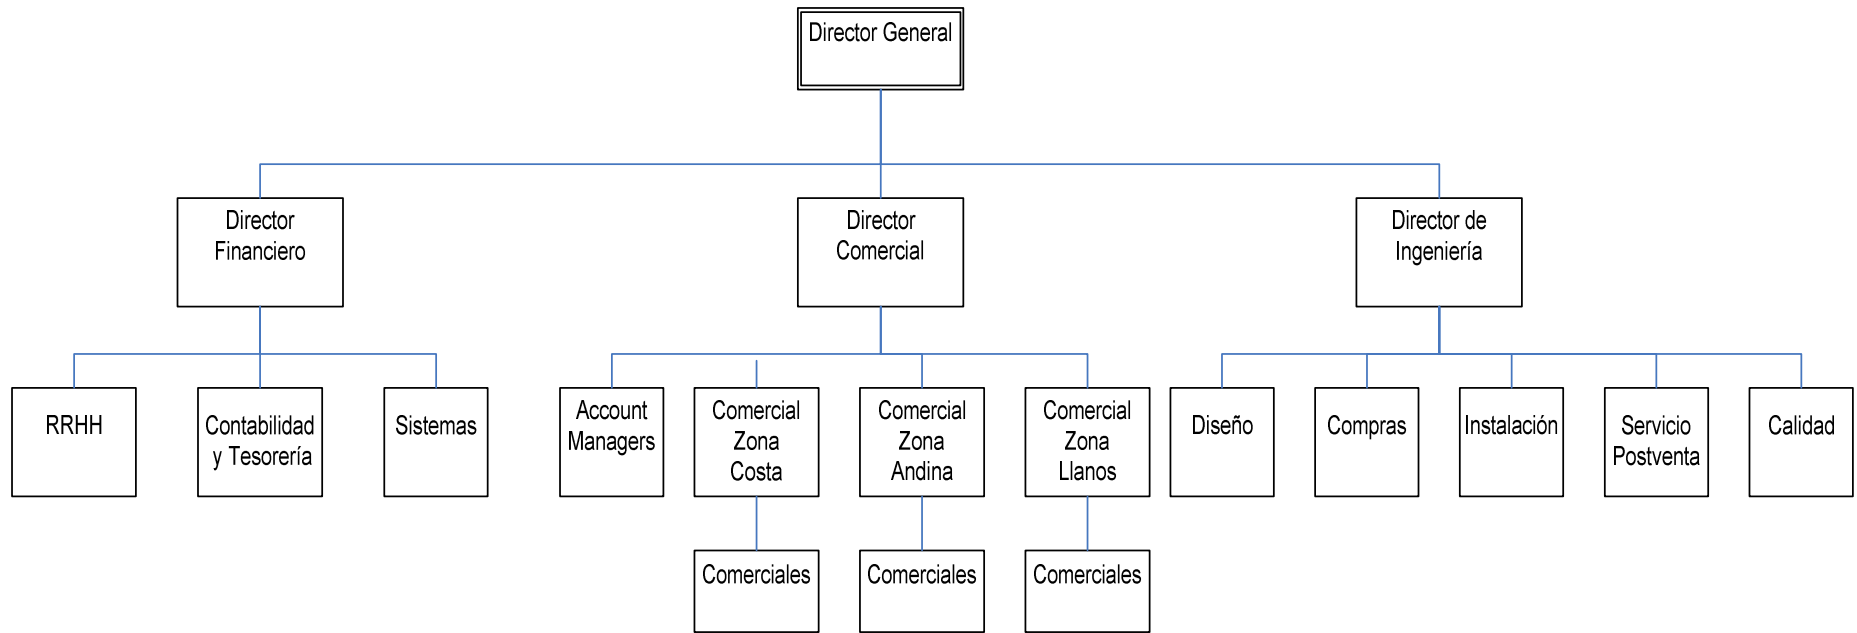 Director General
Director
Financiero
Director
Comercial
Director de
Ingeniería
RRHH
Contabilidad
y Tesorería
Sistemas
Account
Managers
Comercial
Zona
Costa
Comercial
Zona
Andina
Comercial
Zona
Llanos
Diseño
Compras
Instalación
Servicio
Postventa
Calidad
Comerciales
Comerciales
Comerciales